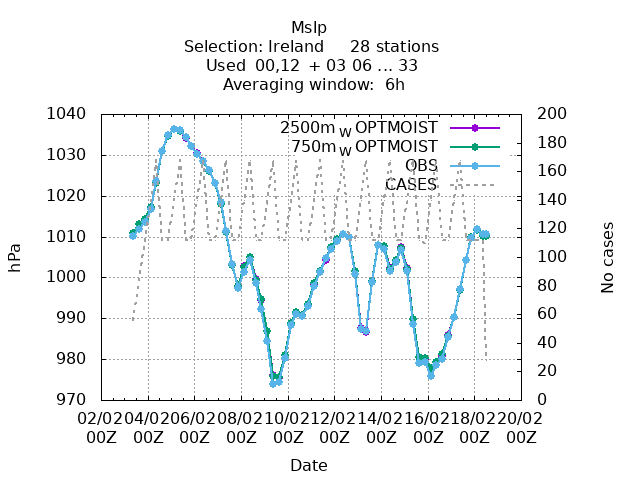 Mslp
Selection: Ireland 28 stations
Used 00,12 + 03 06 ... 33
Averaging window: 6h
2500m_W OPTMOIST
750m_W OPTMOIST
OBS
CASES
1040
1030
1020
1010
1000
990
980
970
200
180
160
140
120
100
80
60
40
20
0
hPa
No cases
02/02 04/02 06/02 08/02 10/02 12/02 14/02 16/02 18/02 20/02
00Z 00Z 00Z 00Z 00Z 00Z 00Z 00Z 00Z 00Z
Date